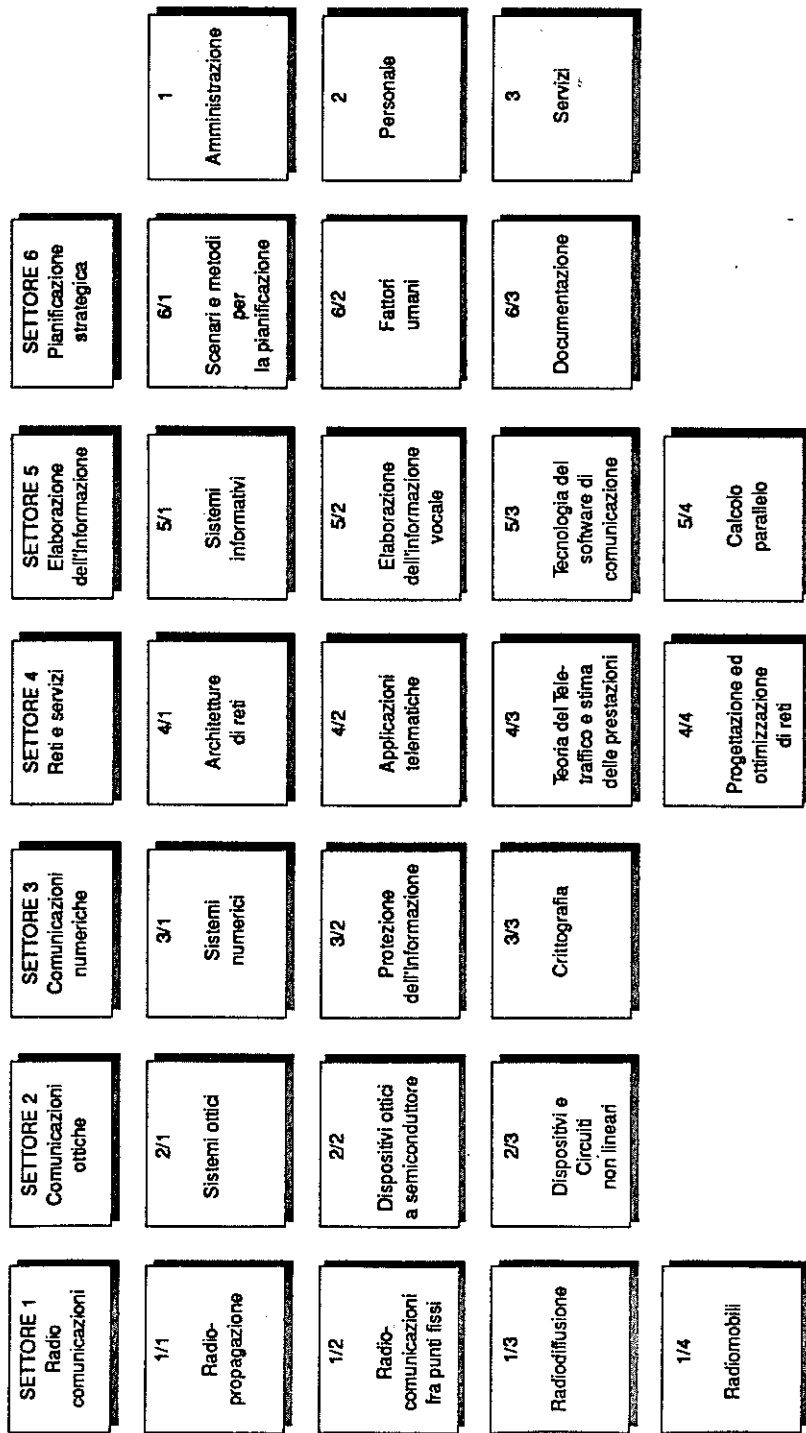 SETTORE 1
Radio
comunicazioni
1/1
Radio-
propagazione
1/2
Radio-
comunicazioni
fra punti fissi
1/3
Radiodiffusione
1/4
Radiomobili
SETTORE 2
Comunicazioni
ottiche
2/1
Sistemi ottici
2/2
Dispositivi ottici
a semiconduttore
2/3
Dispositivi e
Circuiti
non lineari
SETTORE 3
Comunicazioni
numeriche
3/1
Sistemi
numerici
3/2
Protezione
dell'Informazione
3/3
Crittografia
SETTORE 4
Reti e servizi
4/1
Architetture
di reti
4/2
Applicazioni
telematiche
4/3
Teoria del Tele-
traffico e stima
delle prestazioni
4/4
Progettazione ed
ottimizzazione
di reti
SETTORE 5
Elaborazione
dell'Informazione
5/1
Sistemi
informativi
5/2
Elaborazione
dell'informazione
vocale
5/3
Tecnologia del
software di
comunicazione
5/4
Calcolo
parallelo
SETTORE 6
Planificazione
strategica
6/1
Scenari e metodi
per
la pianificazione
6/2
Fattori
umani
6/3
Documentazione
1
Amministrazione
2
Personale
3
Servizi